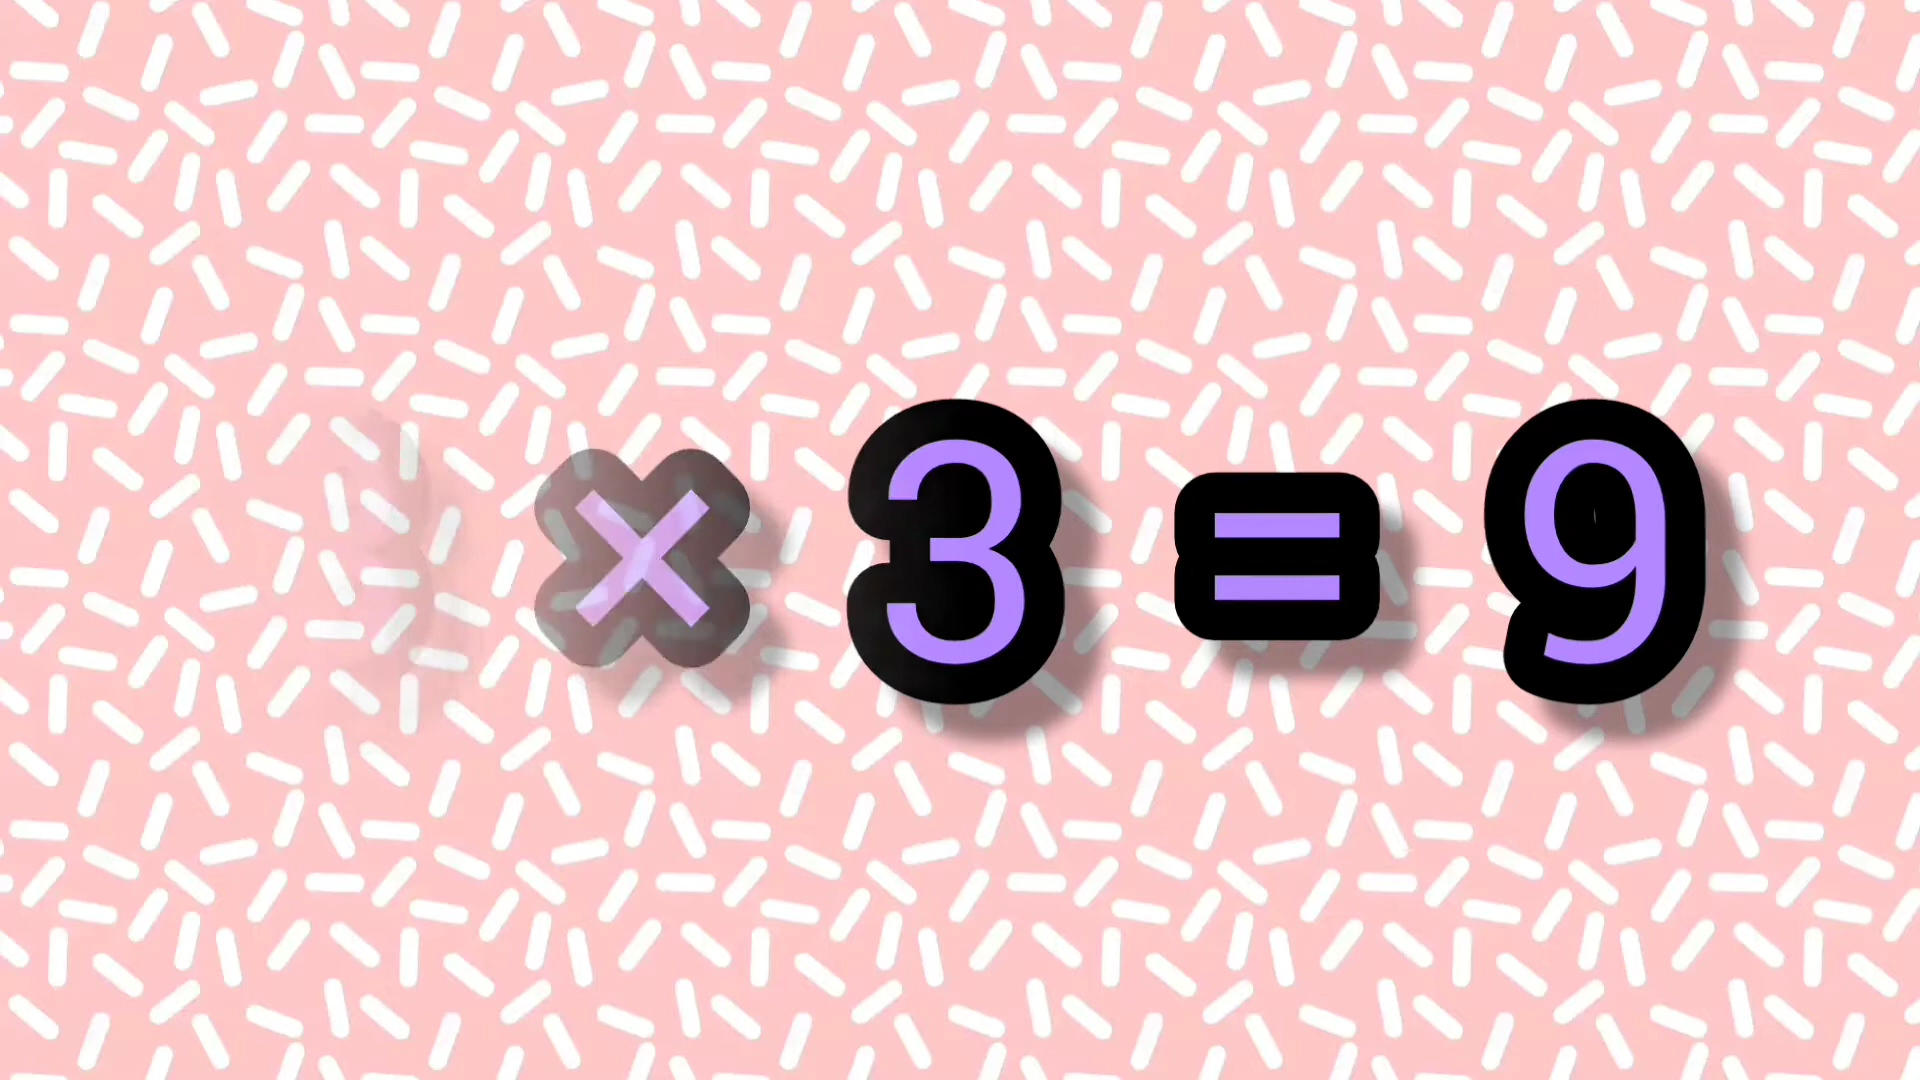 × 3 = 9